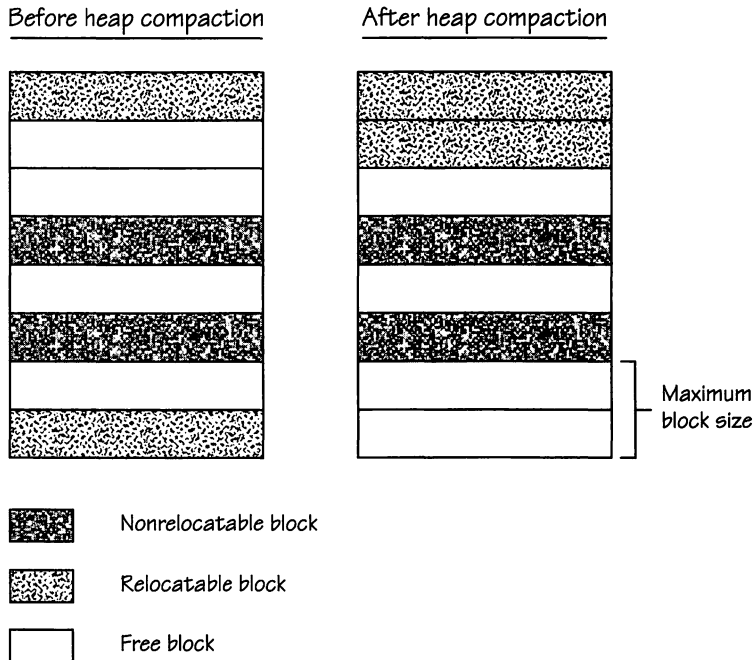 Before heap compaction
After heap compaction
Maximum
block size
Nonrelocatable block
Relocatable block
Free block